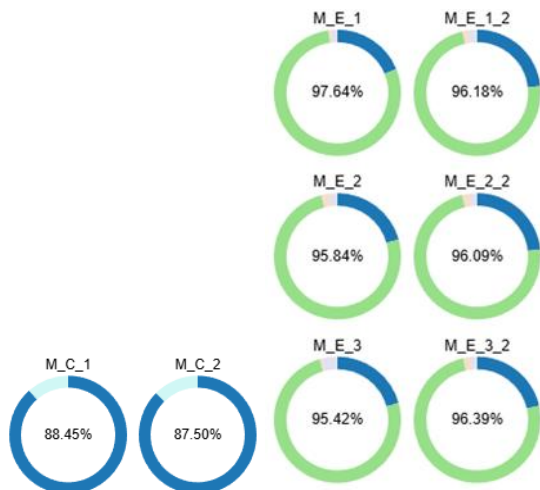 M_E_1 M_E_1_2
97.64% 96.18%
M_E_2 M_E_2_2
95.84% 96.09%
M_E_3 M_E_3_2
95.42% 96.39%
M_C_1 M_C_2
88.45% 87.50%